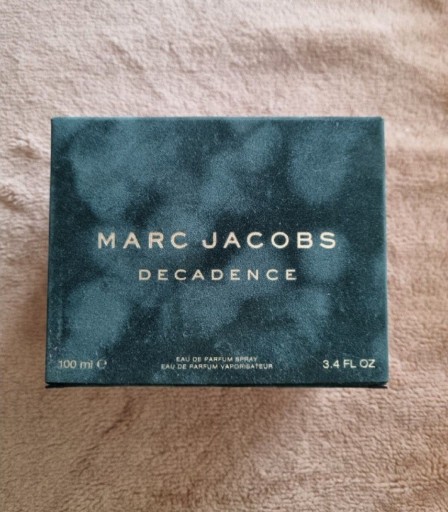 MARC JACOBS
DECADENCE
EAU DE PARFUM SPRAY
100 ml ℮ EAU DE PARFUM VAPORISATEUR 3.4 FL OZ